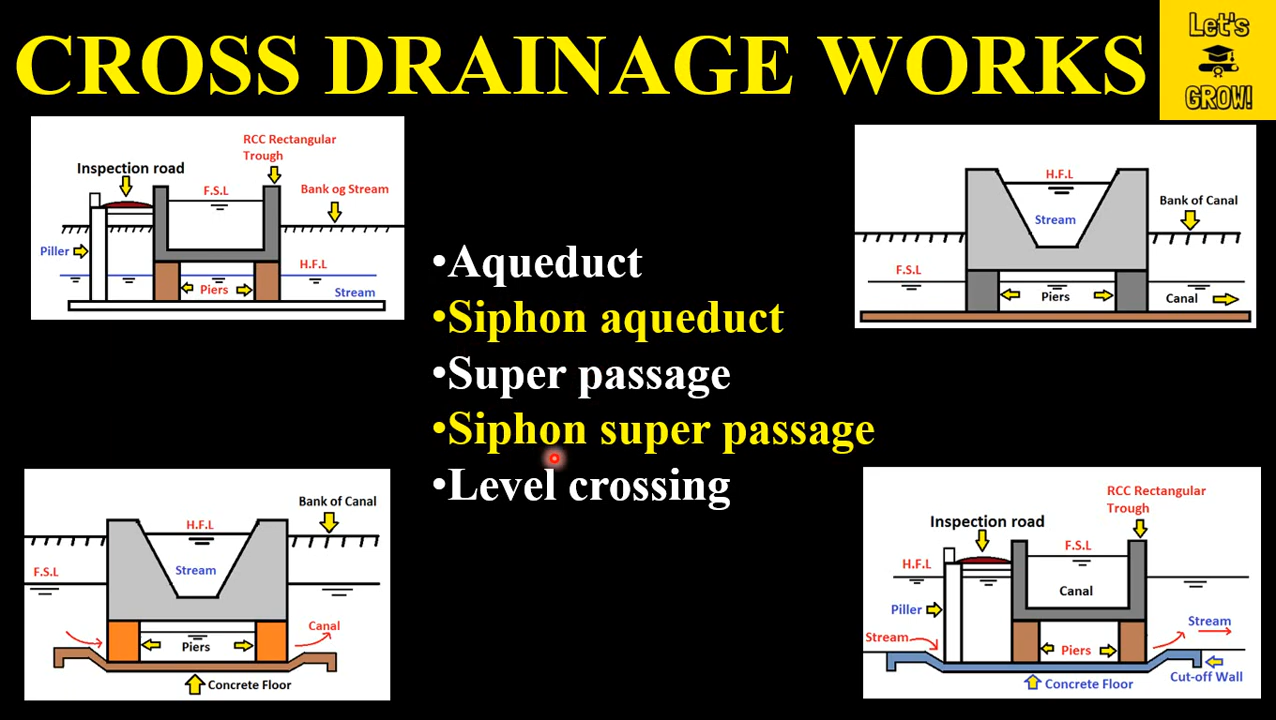 CROSS DRAINAGE WORKS
Let's
GROW!
RCC Rectangular
Trough
Inspection road
F.S.L
Bank og Stream
Piller
H.F.L
Piers
Stream
H.F.L
Stream
Bank of Canal
F.S.L
Piers
Canal
•Aqueduct
•Siphon aqueduct
•Super passage
•Siphon super passage
•Level crossing
Bank of Canal
H.F.L
F.S.L
Stream
Canal
Piers
Concrete Floor
RCC Rectangular
Trough
Inspection road
F.S.L
H.F.L
Canal
Piller
Stream
Stream
Piers
Cut-off Wall
Concrete Floor